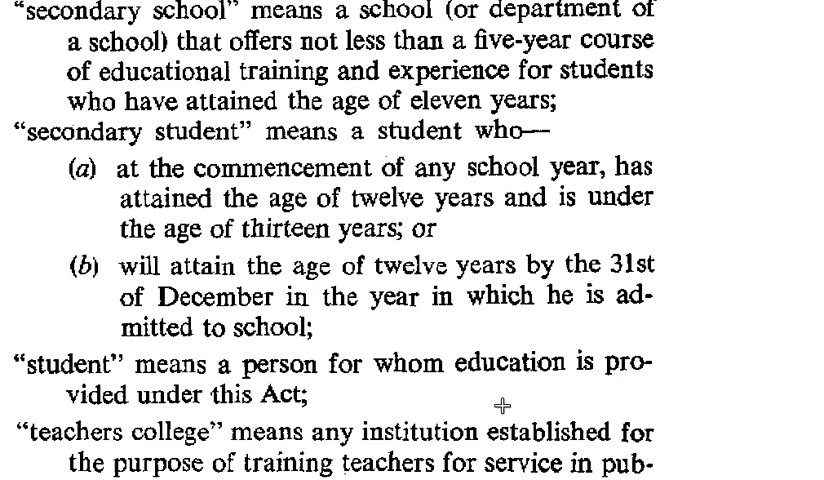 “secondary school” means a school (or department of
a school) that offers not less than a five-year course
of educational training and experience for students
who have attained the age of eleven years;
“secondary student” means a student who—
(a) at the commencement of any school year, has
attained the age of twelve years and is under
the age of thirteen years; or
(b) will attain the age of twelve years by the 31st
of December in the year in which he is ad-
mitted to school;
“student” means a person for whom education is pro-
vided under this Act;
“teachers college” means any institution established for
the purpose of training teachers for service in pub-